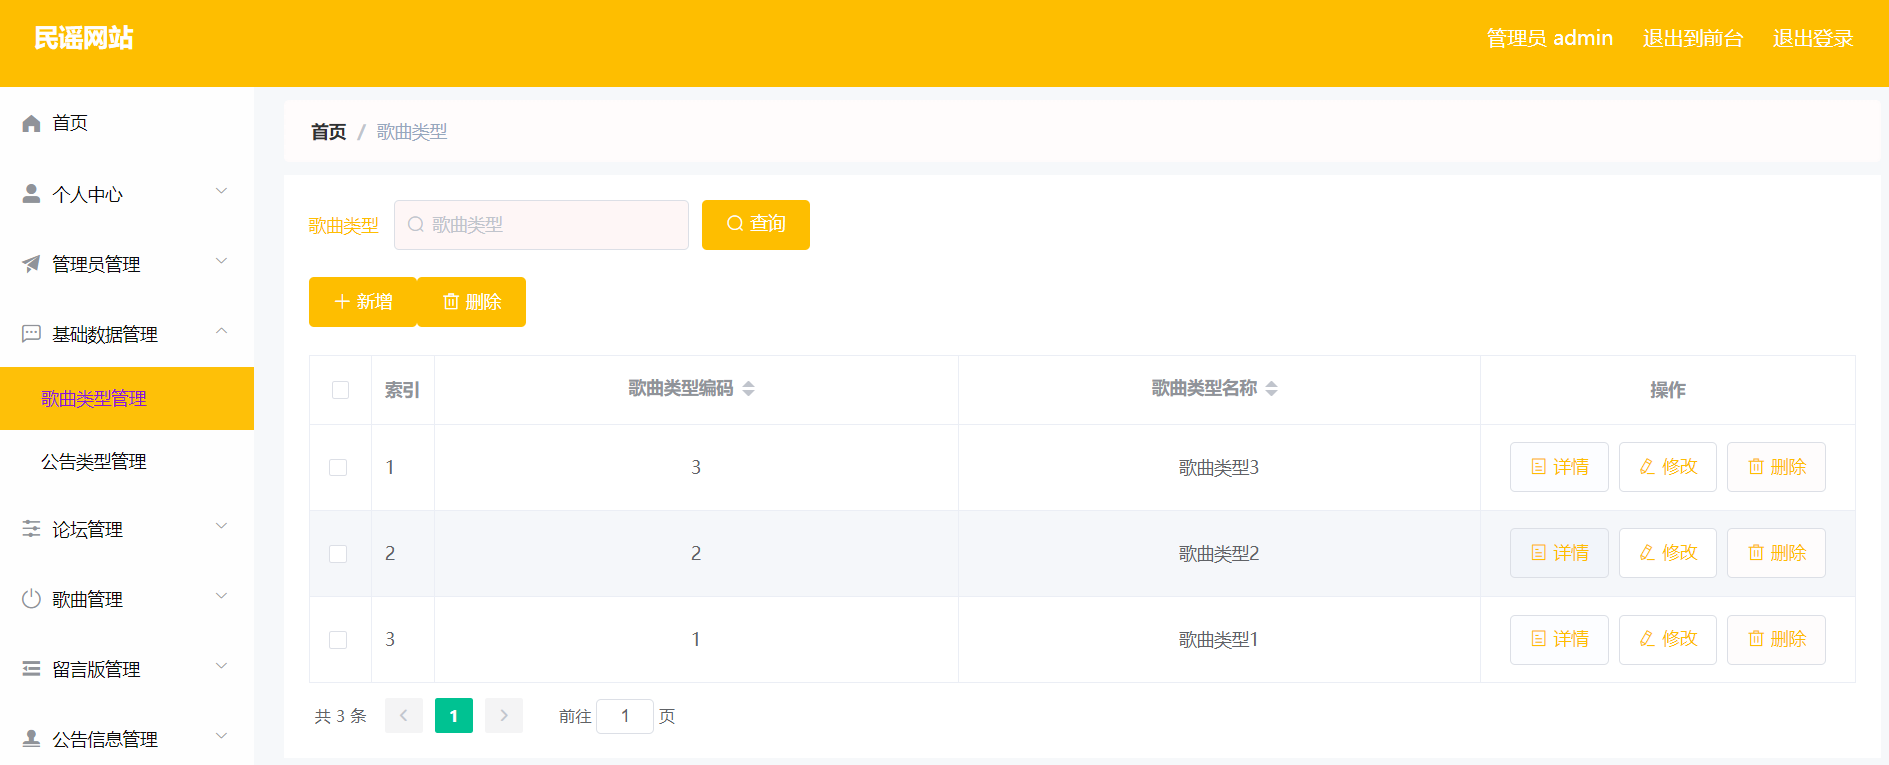 民谣网站
管理员 admin 退出到前台 退出登录
首页
个人中心
管理员管理
基础数据管理
歌曲类型管理
公告类型管理
论坛管理
歌曲管理
留言版管理
公告信息管理
首页 / 歌曲类型
歌曲类型 歌曲类型 查询
新增 删除
索引 歌曲类型编码 歌曲类型名称 操作
1 3 歌曲类型3 详情 修改 删除
2 2 歌曲类型2 详情 修改 删除
3 1 歌曲类型1 详情 修改 删除
共 3 条 1 前往 1 页